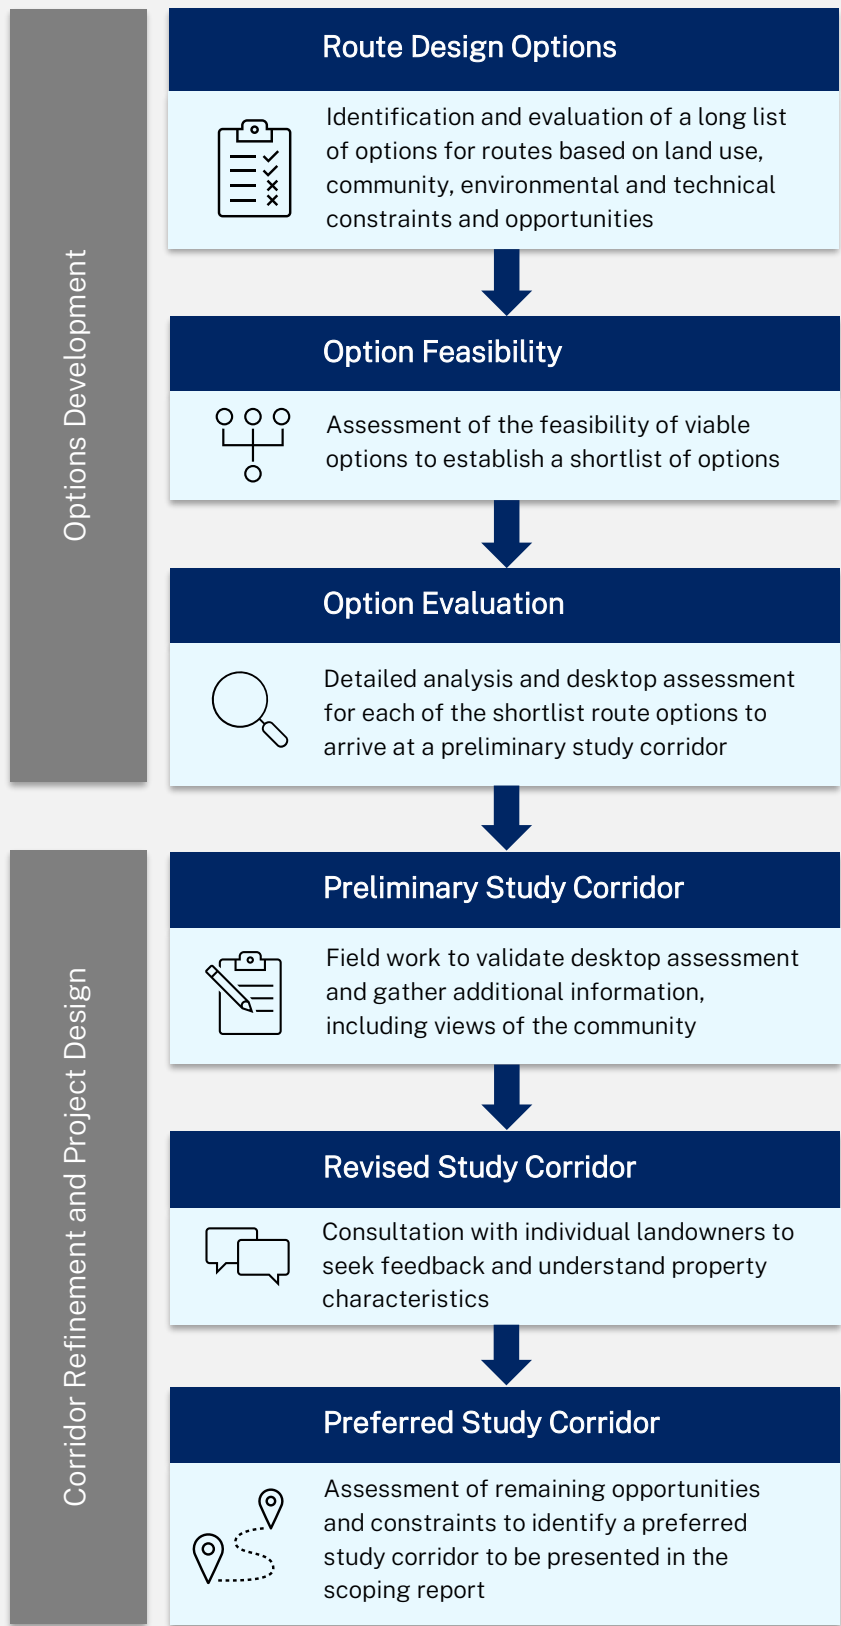 Options Development
Route Design Options
Identification and evaluation of a long list
of options for routes based on land use,
community, environmental and technical
constraints and opportunities
Option Feasibility
Assessment of the feasibility of viable
options to establish a shortlist of options
Option Evaluation
Detailed analysis and desktop assessment
for each of the shortlist route options to
arrive at a preliminary study corridor
Corridor Refinement and Project Design
Preliminary Study Corridor
Field work to validate desktop assessment
and gather additional information,
including views of the community
Revised Study Corridor
Consultation with individual landowners to
seek feedback and understand property
characteristics
Preferred Study Corridor
Assessment of remaining opportunities
and constraints to identify a preferred
study corridor to be presented in the
scoping report